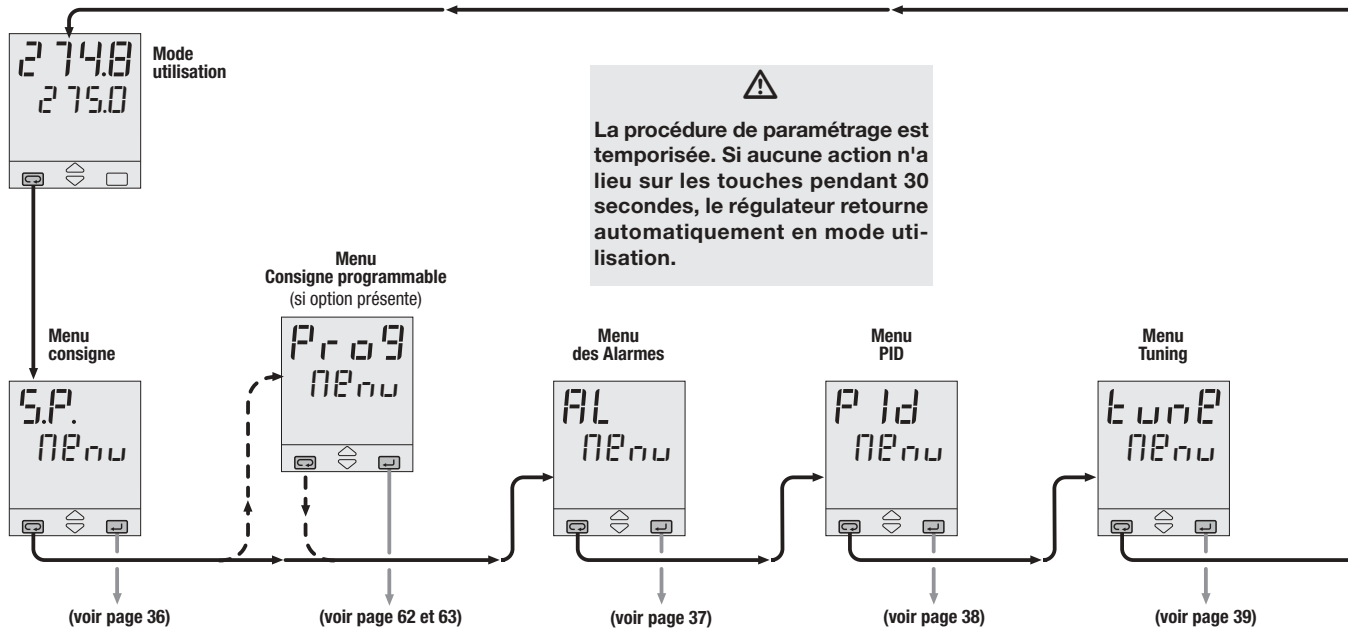 274.8
275.0
Mode
utilisation
La procédure de paramétrage est
temporisée. Si aucune action n'a
lieu sur les touches pendant 30
secondes, le régulateur retourne
automatiquement en mode uti-
lisation.
Menu
consigne
S.P.
MEnu
(voir page 36)
Menu
Consigne programmable
(si option présente)
Prog
MEnu
(voir page 62 et 63)
Menu
des Alarmes
AL
MEnu
(voir page 37)
Menu
PID
PId
MEnu
(voir page 38)
Menu
Tuning
tunE
MEnu
(voir page 39)